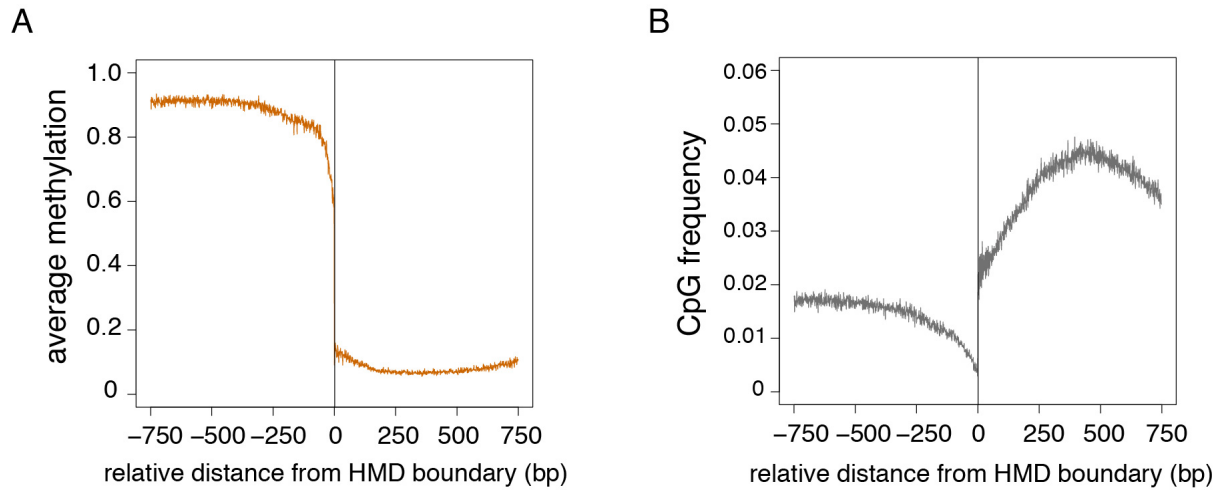 A
average methylation
1.0
0.8
0.6
0.4
0.2
0
−750 −500 −250 0 250 500 750
relative distance from HMD boundary (bp)
B
CpG frequency
0.06
0.05
0.04
0.03
0.02
0.01
0
−750 −500 −250 0 250 500 750
relative distance from HMD boundary (bp)